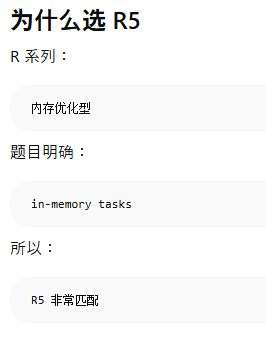 为什么选 R5
R 系列：
内存优化型
题目明确：
in-memory tasks
所以：
R5 非常匹配